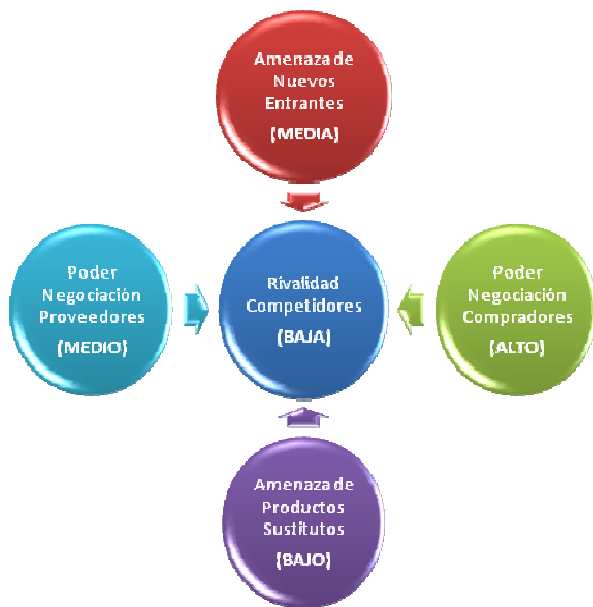 Amenaza de
Nuevos
Entrantes
(MEDIA)
Poder
Negociación
Proveedores
(MEDIO)
Rivalidad
Competidores
(BAJA)
Poder
Negociación
Compradores
(ALTO)
Amenaza de
Productos
Sustitutos
(BAJO)